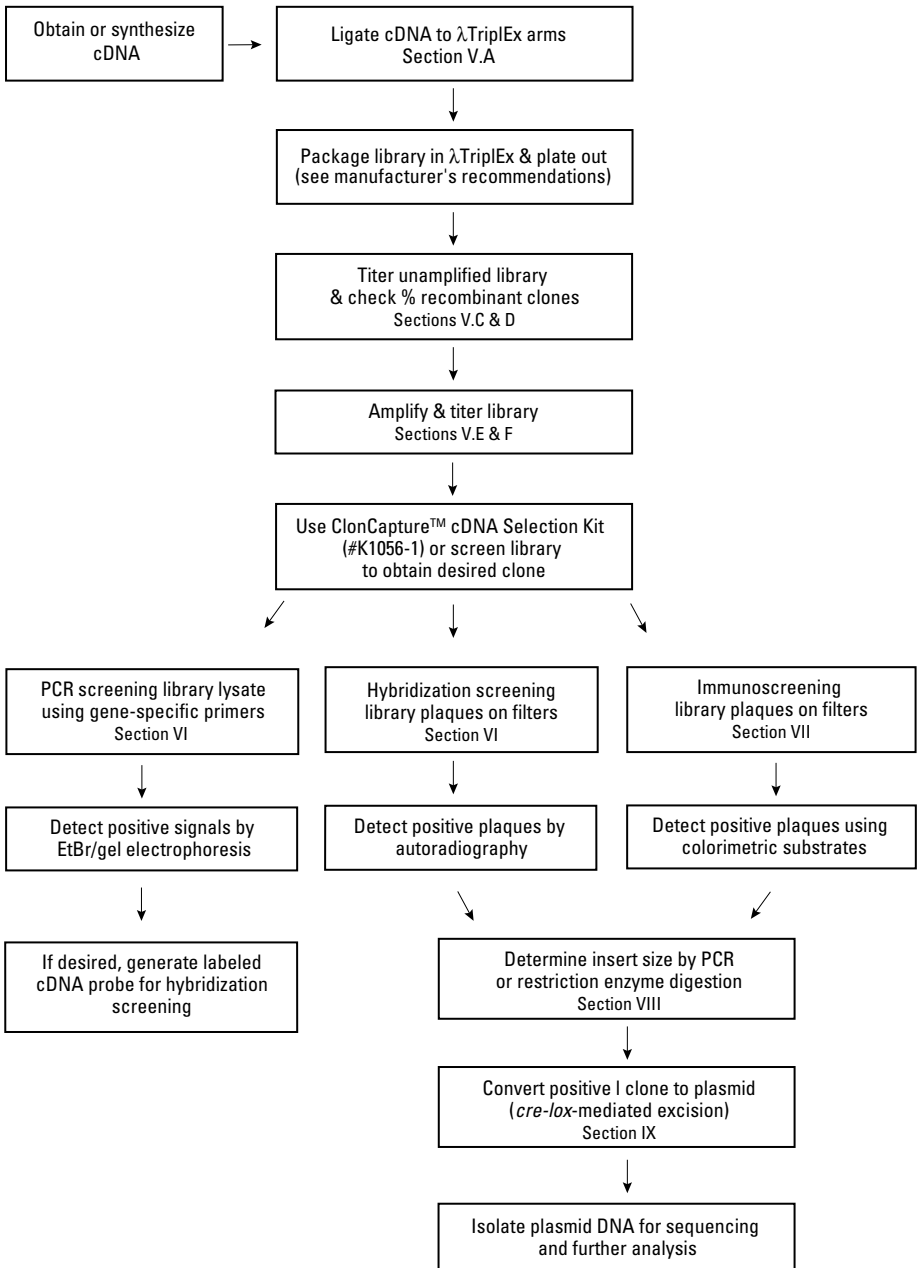 Obtain or synthesize
cDNA
Ligate cDNA to λTriplEx arms
Section V.A
Package library in λTriplEx & plate out
(see manufacturer's recommendations)
Titer unamplified library
& check % recombinant clones
Sections V.C & D
Amplify & titer library
Sections V.E & F
Use ClonCapture™ cDNA Selection Kit
(#K1056-1) or screen library
to obtain desired clone
PCR screening library lysate
using gene-specific primers
Section VI
Hybridization screening
library plaques on filters
Section VI
Immunoscreening
library plaques on filters
Section VII
Detect positive signals by
EtBr/gel electrophoresis
Detect positive plaques by
autoradiography
Detect positive plaques using
colorimetric substrates
If desired, generate labeled
cDNA probe for hybridization
screening
Determine insert size by PCR
or restriction enzyme digestion
Section VIII
Convert positive l clone to plasmid
(cre-lox-mediated excision)
Section IX
Isolate plasmid DNA for sequencing
and further analysis